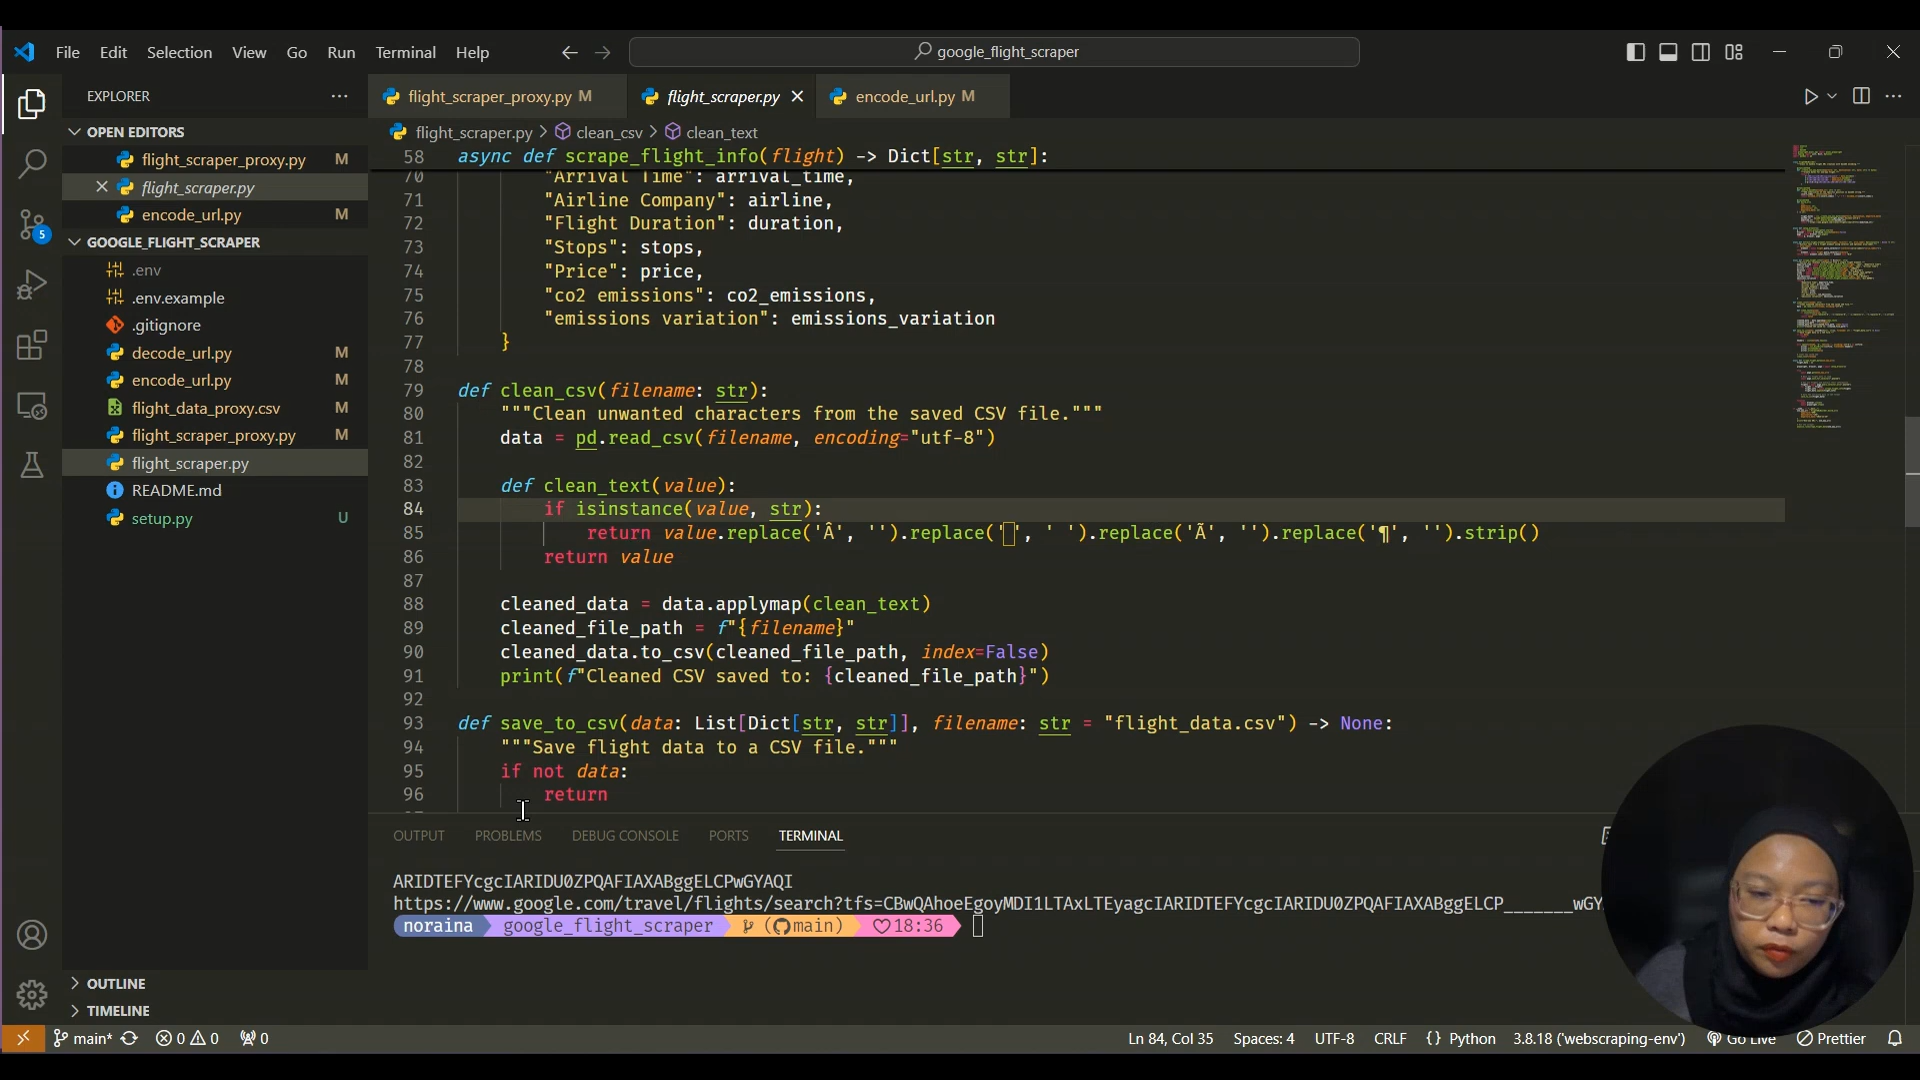 File Edit Selection View Go Run Terminal Help
google_flight_scraper
EXPLORER
flight_scraper_proxy.py M
flight_scraper.py
encode_url.py M
OPEN EDITORS
flight_scraper_proxy.py M
flight_scraper.py
encode_url.py M
GOOGLE_FLIGHT_SCRAPER
.env
.env.example
.gitignore
decode_url.py M
encode_url.py M
flight_data_proxy.csv M
flight_scraper_proxy.py M
flight_scraper.py
README.md
setup.py U
5
OUTLINE
TIMELINE
flight_scraper.py > clean_csv > clean_text
58 async def scrape_flight_info(flight) -> Dict[str, str]:
70 "Arrival Time": arrival_time,
71 "Airline Company": airline,
72 "Flight Duration": duration,
73 "Stops": stops,
74 "Price": price,
75 "co2 emissions": co2_emissions,
76 "emissions variation": emissions_variation
77 }
78
79 def clean_csv(filename: str):
80 """Clean unwanted characters from the saved CSV file."""
81 data = pd.read_csv(filename, encoding="utf-8")
82
83 def clean_text(value):
84 if isinstance(value, str):
85 return value.replace('Â', '').replace(' ', ' ').replace('Ã', '').replace('¶', '').strip()
86 return value
87
88 cleaned_data = data.applymap(clean_text)
89 cleaned_file_path = f"{filename}"
90 cleaned_data.to_csv(cleaned_file_path, index=False)
91 print(f"Cleaned CSV saved to: {cleaned_file_path}")
92
93 def save_to_csv(data: List[Dict[str, str]], filename: str = "flight_data.csv") -> None:
94 """Save flight data to a CSV file."""
95 if not data:
96 return
OUTPUT PROBLEMS DEBUG CONSOLE PORTS TERMINAL
ARIDTEFYcgcIARIDU0ZPQAFIAXABggELCPwGYAQI
https://www.google.com/travel/flights/search?tfs=CBwQAhoeEgoyMDI1LTAxLTEyagcIARIDTEFYcgcIARIDU0ZPQAFIAXABggELCP_______wGY
noraina google_flight_scraper (main) 18:36
main* 0 0 0 Ln 84, Col 35 Spaces: 4 UTF-8 CRLF {} Python 3.8.18 ('webscraping-env') Go Live Prettier